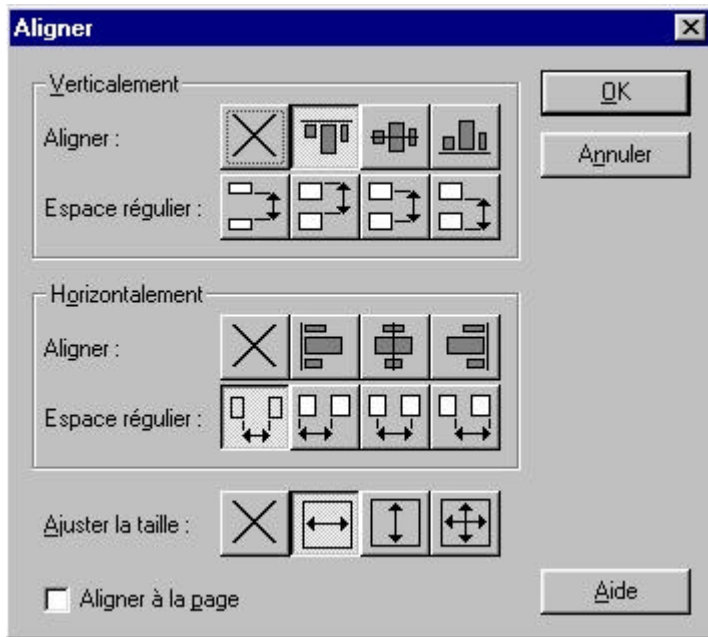 Aligner
Verticalement
OK
Aligner :
Annuler
Espace régulier :
Horizontalement
Aligner :
Espace régulier :
Ajuster la taille :
Aligner à la page
Aide